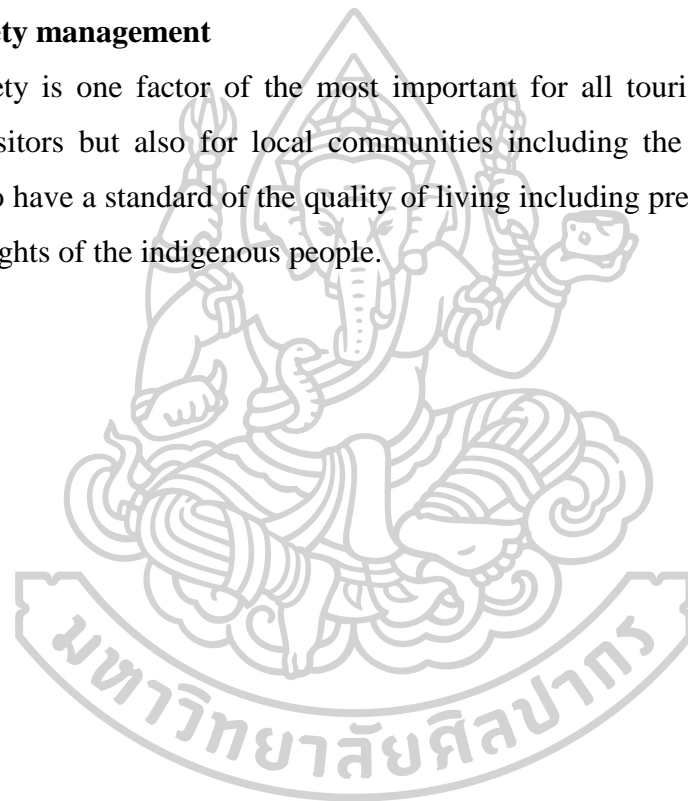 ety management
ety is one factor of the most important for all touri
sitors but also for local communities including the
o have a standard of the quality of living including pre
ghts of the indigenous people.
มหาวิทยาลัยศิลปากร